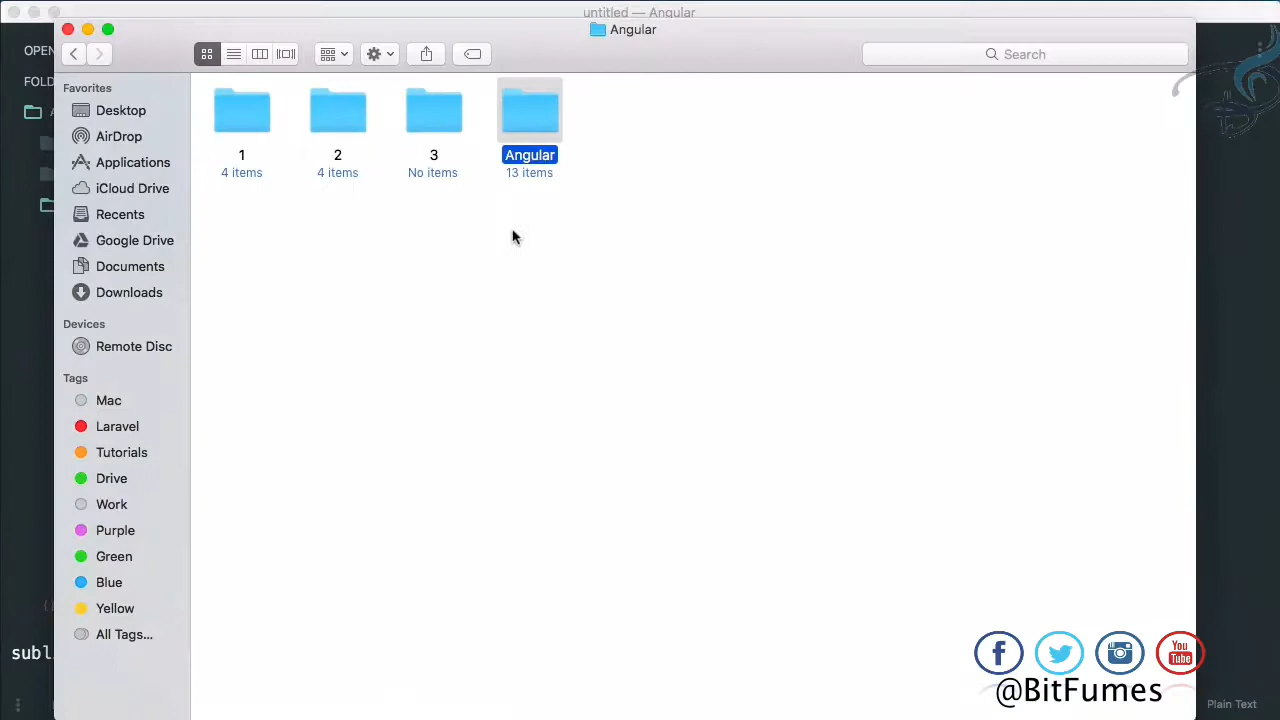 untitled — Angular
Angular
Search
OPEN
FOLD
A
Favorites
Desktop
AirDrop
Applications
iCloud Drive
Recents
Google Drive
Documents
Downloads
Devices
Remote Disc
Tags
Mac
Laravel
Tutorials
Drive
Work
Purple
Green
Blue
Yellow
All Tags...
1
4 items
2
4 items
3
No items
Angular
13 items
subl
You
Tube
@BitFumes
Plain Text